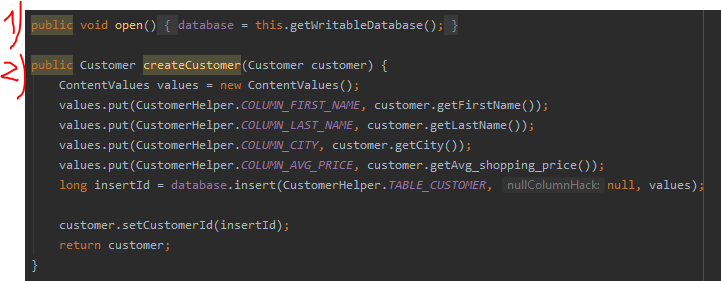 1) public void open() { database = this.getWritableDatabase(); }
2) public Customer createCustomer(Customer customer) {
ContentValues values = new ContentValues();
values.put(CustomerHelper.COLUMN_FIRST_NAME, customer.getFirstName());
values.put(CustomerHelper.COLUMN_LAST_NAME, customer.getLastName());
values.put(CustomerHelper.COLUMN_CITY, customer.getCity());
values.put(CustomerHelper.COLUMN_AVG_PRICE, customer.getAvg_shopping_price());
long insertId = database.insert(CustomerHelper.TABLE_CUSTOMER, nullColumnHack: null, values);
customer.setCustomerId(insertId);
return customer;
}